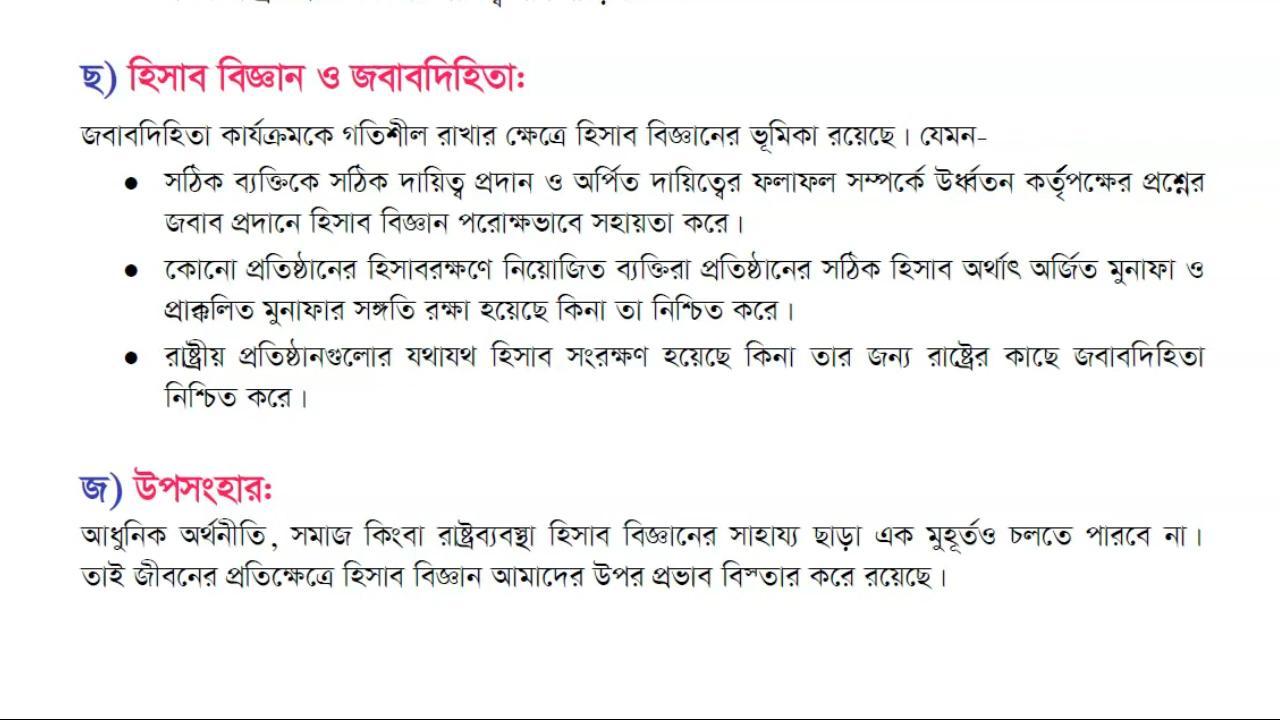 ছ) হিসাব বিজ্ঞান ও জবাবদিহিতা:
জবাবদিহিতা কার্যক্রমকে গতিশীল রাখার ক্ষেত্রে হিসাব বিজ্ঞানের ভূমিকা রয়েছে। যেমন-
● সঠিক ব্যক্তিকে সঠিক দায়িত্ব প্রদান ও অর্পিত দায়িত্বের ফলাফল সম্পর্কে উর্ধ্বতন কর্তৃপক্ষের প্রশ্নের
জবাব প্রদানে হিসাব বিজ্ঞান পরোক্ষভাবে সহায়তা করে।
● কোনো প্রতিষ্ঠানের হিসাবরক্ষণে নিয়োজিত ব্যক্তিরা প্রতিষ্ঠানের সঠিক হিসাব অর্থাৎ অর্জিত মুনাফা ও
প্রাক্কলিত মুনাফার সঙ্গতি রক্ষা হয়েছে কিনা তা নিশ্চিত করে।
● রাষ্ট্রীয় প্রতিষ্ঠানগুলোর যথাযথ হিসাব সংরক্ষণ হয়েছে কিনা তার জন্য রাষ্ট্রের কাছে জবাবদিহিতা
নিশ্চিত করে।
জ) উপসংহার:
আধুনিক অর্থনীতি, সমাজ কিংবা রাষ্ট্রব্যবস্থা হিসাব বিজ্ঞানের সাহায্য ছাড়া এক মুহূর্তও চলতে পারবে না।
তাই জীবনের প্রতিক্ষেত্রে হিসাব বিজ্ঞান আমাদের উপর প্রভাব বিস্তার করে রয়েছে।